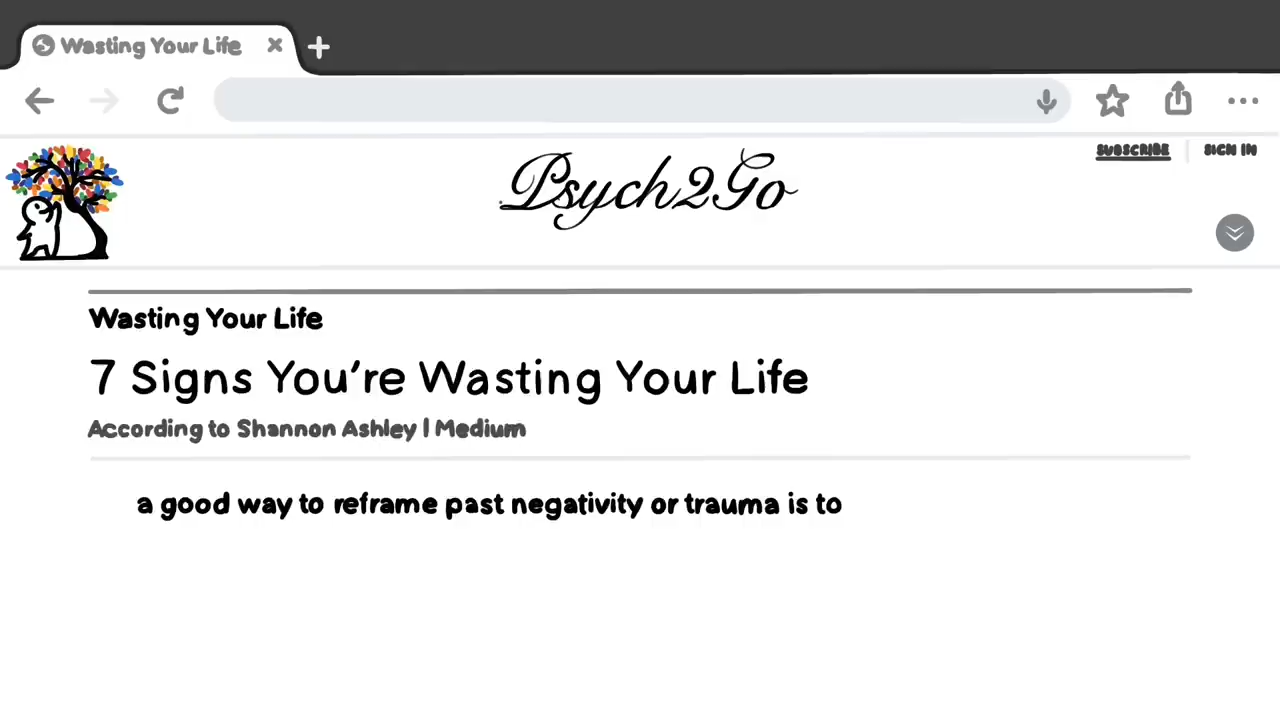 Wasting Your Life
SUBSCRIBE
SIGN IN
Psych2Go
Wasting Your Life
7 Signs You're Wasting Your Life
According to Shannon Ashley | Medium
a good way to reframe past negativity or trauma is to